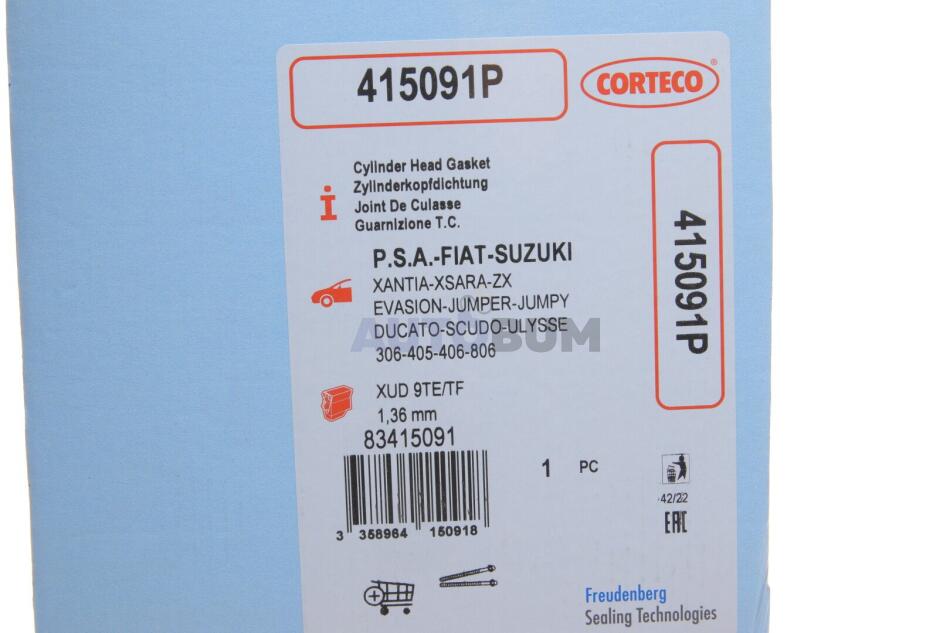 415091P
CORTECO®
Cylinder Head Gasket
Zylinderkopfdichtung
Joint De Culasse
Guarnizione T.C.
415091P
P.S.A.-FIAT-SUZUKI
XANTIA-XSARA-ZX
EVASION-JUMPER-JUMPY
DUCATO-SCUDO-ULYSSE
AUTOBUM
306-405-406-806
XUD 9TE/TF
1,36 mm
83415091
1 PC
42/22
EAC
3 358964 150918
Freudenberg
Sealing Technologies